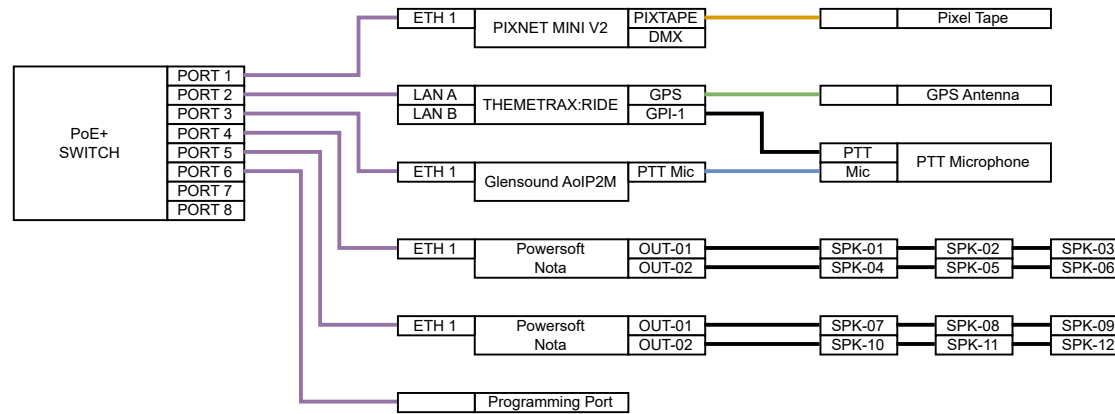 ETH 1
PIXNET MINI V2
PIXTAPE
DMX
Pixel Tape
PoE+
SWITCH
PORT 1
PORT 2
PORT 3
PORT 4
PORT 5
PORT 6
PORT 7
PORT 8
LAN A
LAN B
THEMETRAX:RIDE
GPS
GPI-1
GPS Antenna
PTT
Mic
PTT Microphone
ETH 1
Glensound AoIP2M
PTT Mic
ETH 1
Powersoft
Nota
OUT-01
OUT-02
SPK-01
SPK-02
SPK-03
SPK-04
SPK-05
SPK-06
ETH 1
Powersoft
Nota
OUT-01
OUT-02
SPK-07
SPK-08
SPK-09
SPK-10
SPK-11
SPK-12
Programming Port